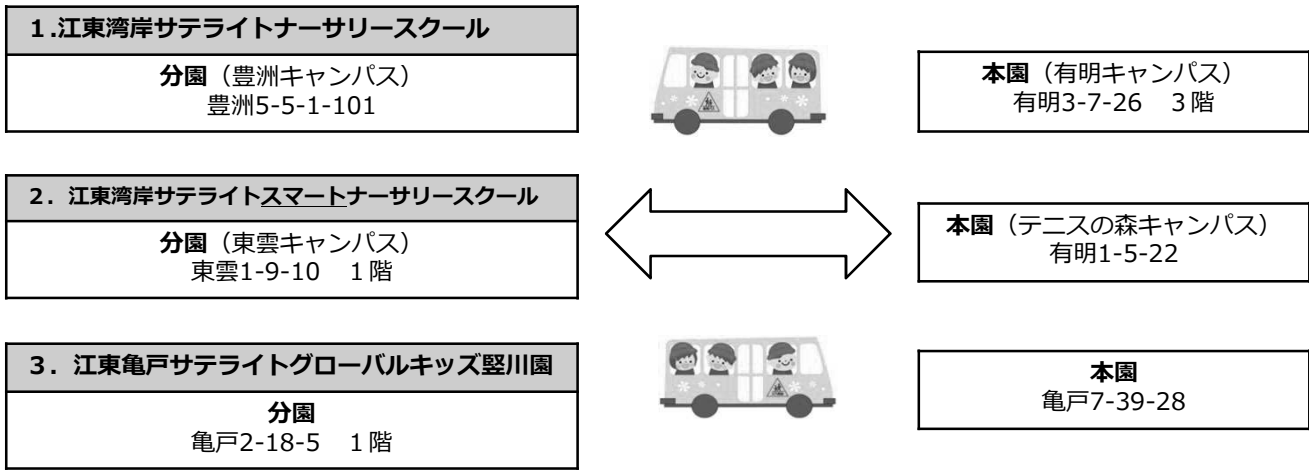 １.江東湾岸サテライトナーサリースクール
分園（豊洲キャンパス）
豊洲5-5-1-101
本園（有明キャンパス）
有明3-7-26　３階
２．江東湾岸サテライトスマートナーサリースクール
分園（東雲キャンパス）
東雲1-9-10　１階
本園（テニスの森キャンパス）
有明1-5-22
３．江東亀戸サテライトグローバルキッズ竪川園
分園
亀戸2-18-5　１階
本園
亀戸7-39-28